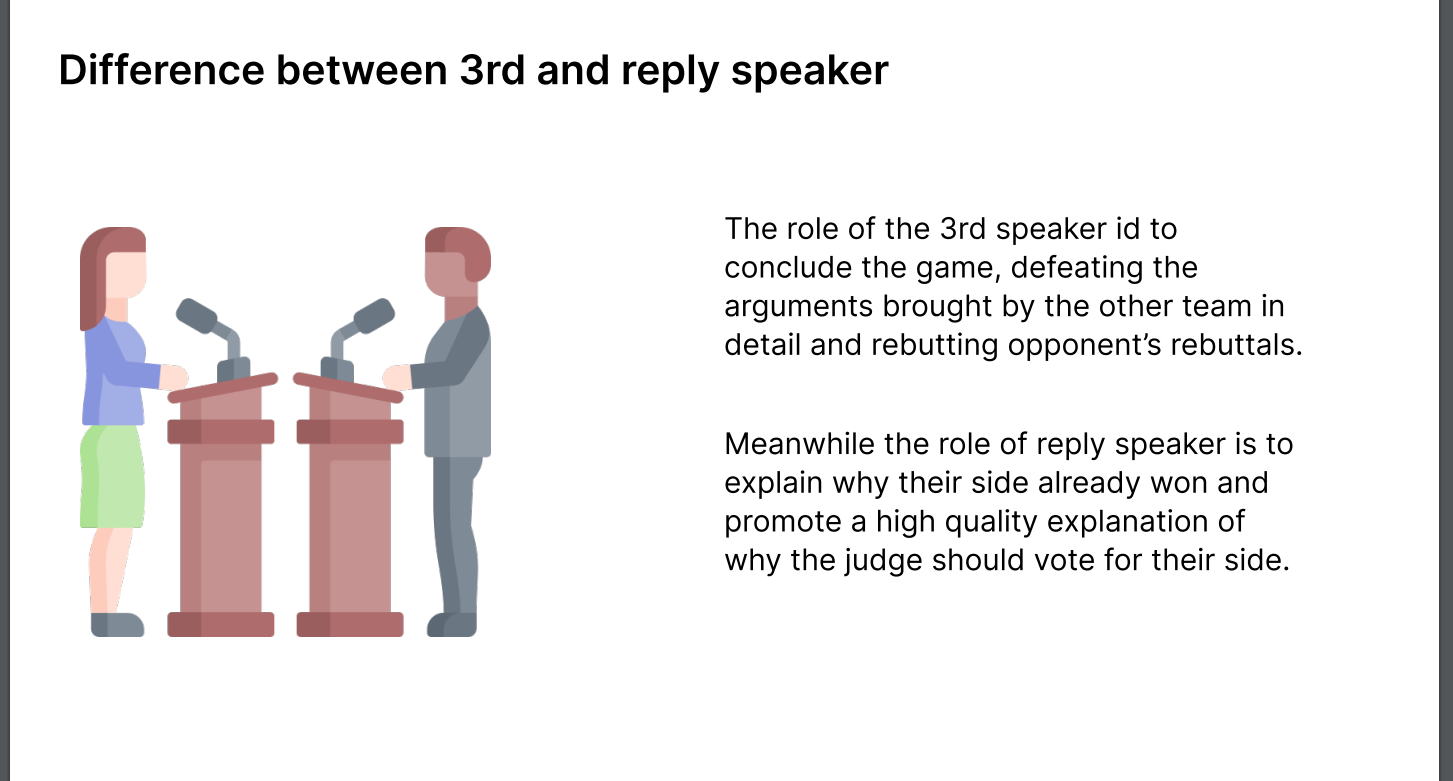 Difference between 3rd and reply speaker
The role of the 3rd speaker id to
conclude the game, defeating the
arguments brought by the other team in
detail and rebutting opponent’s rebuttals.
Meanwhile the role of reply speaker is to
explain why their side already won and
promote a high quality explanation of
why the judge should vote for their side.